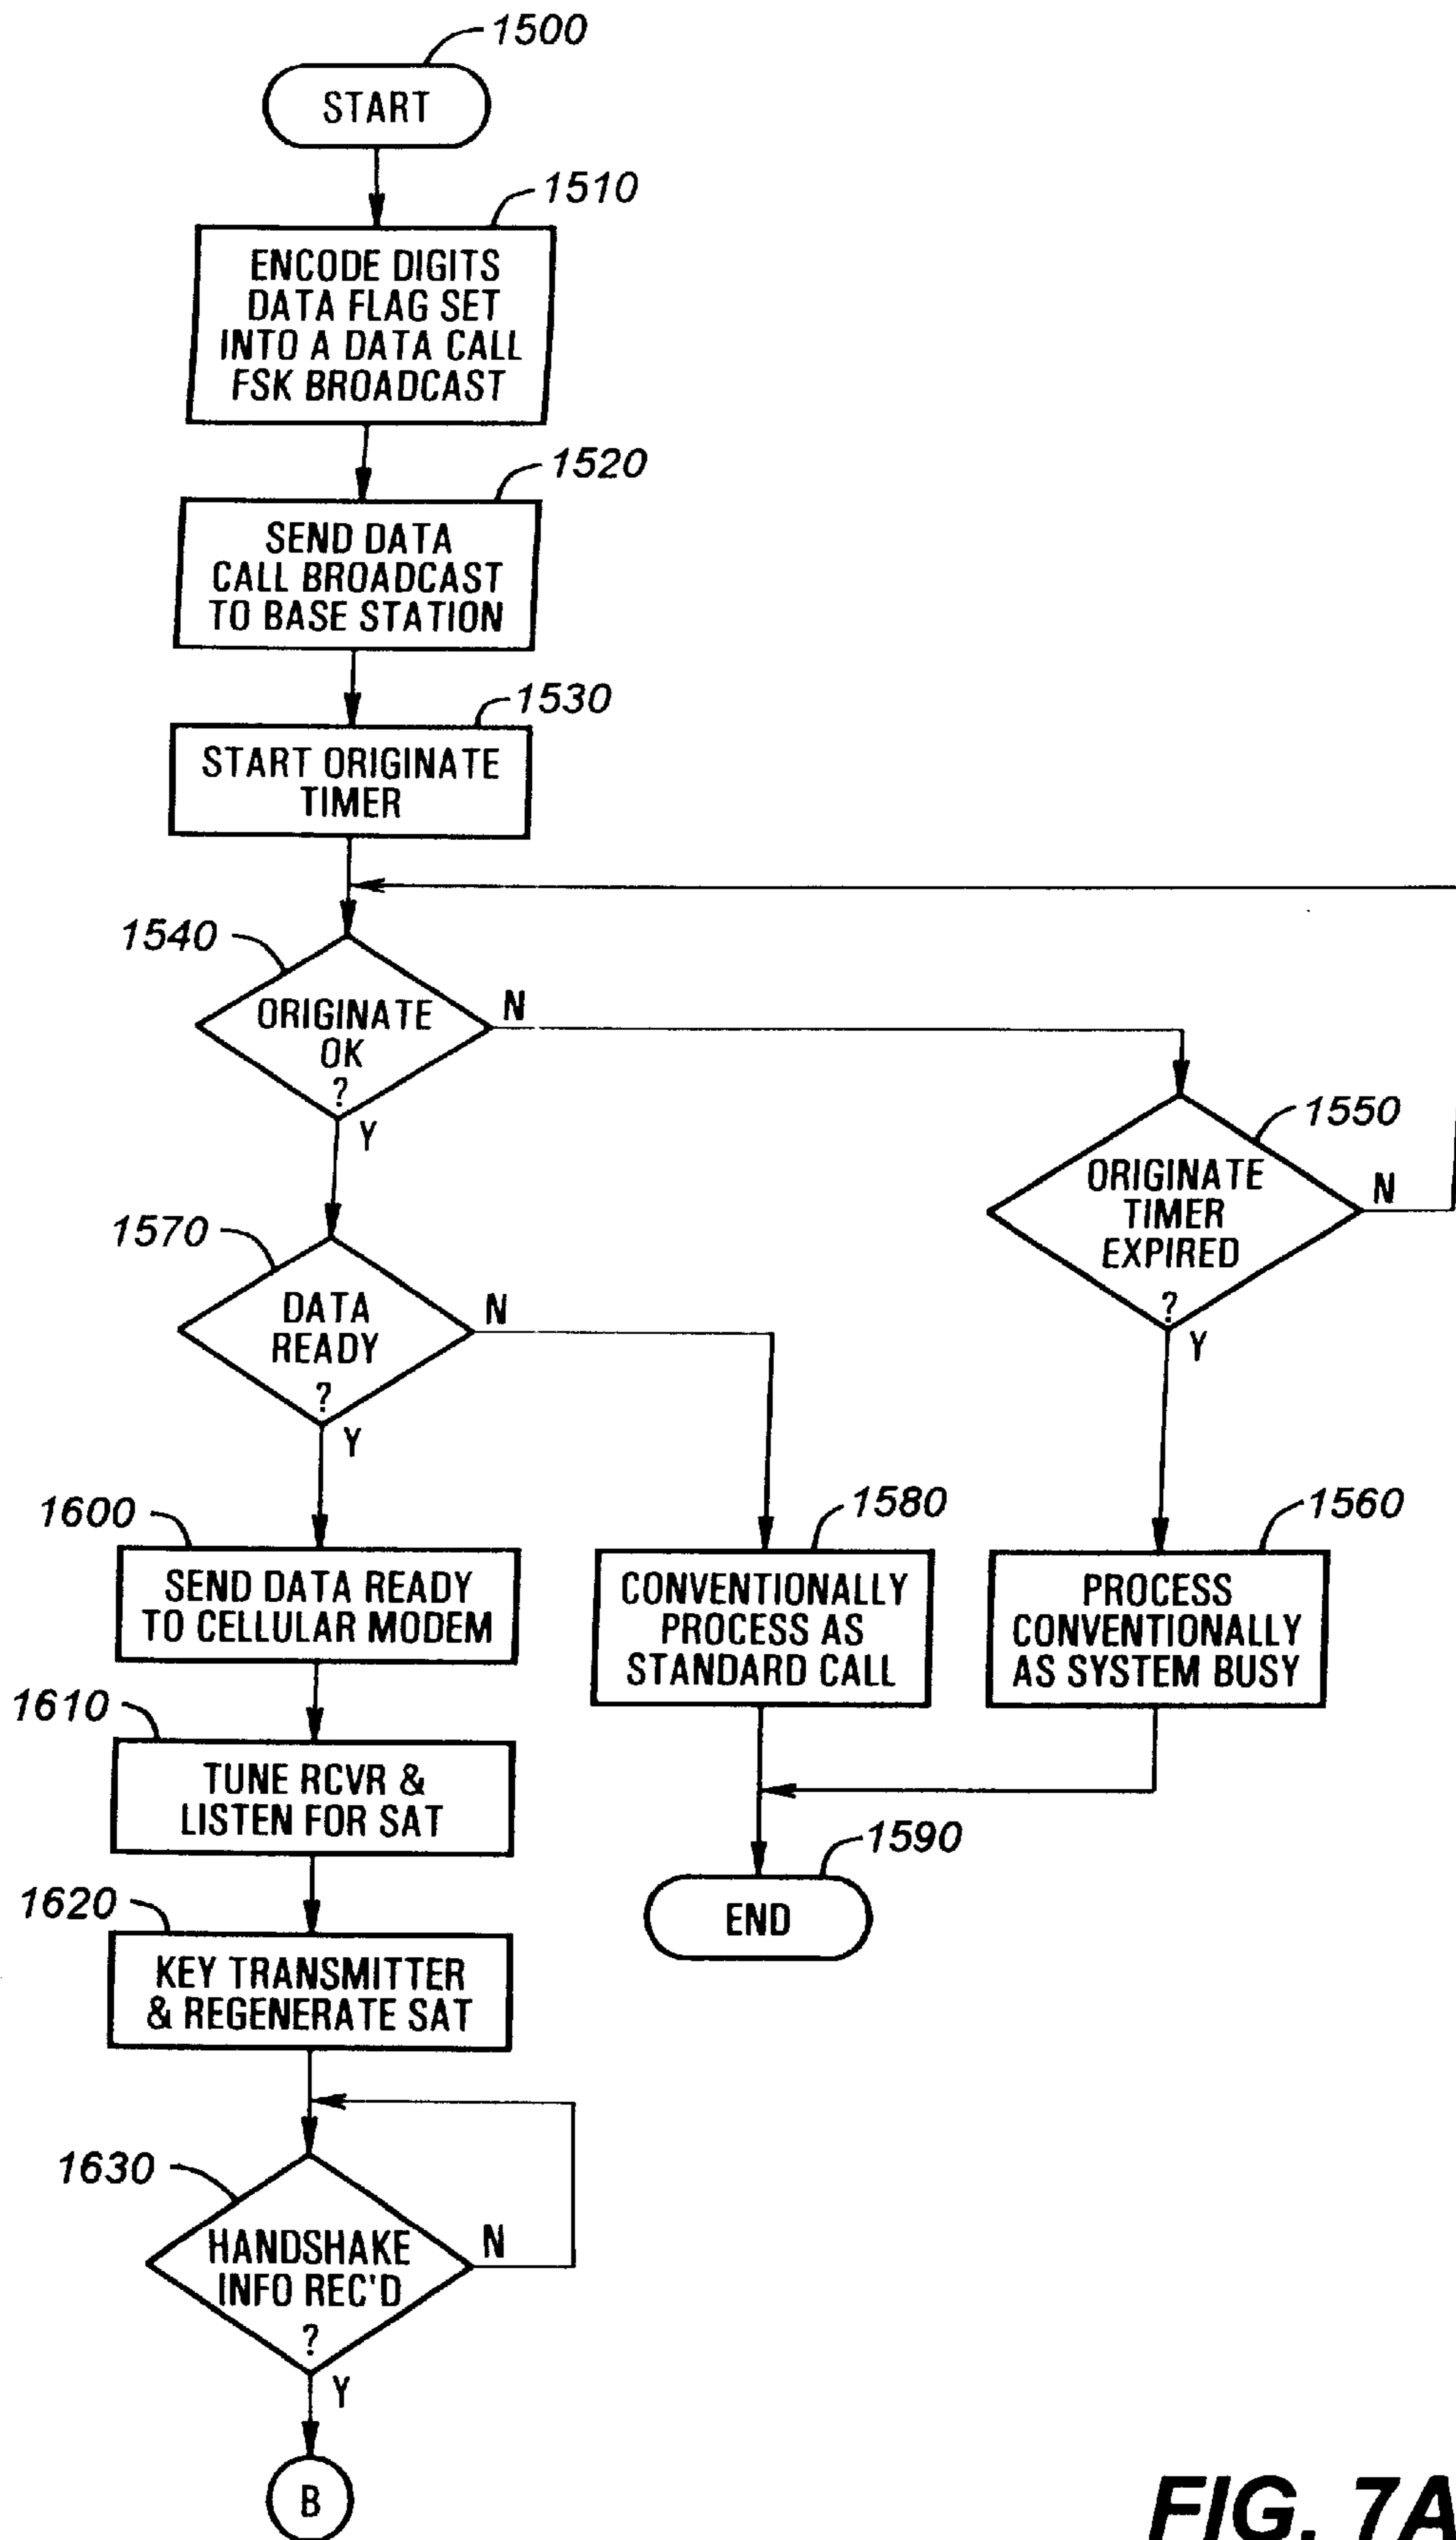 1500
START
1510
ENCODE DIGITS
DATA FLAG SET
INTO A DATA CALL
FSK BROADCAST
1520
SEND DATA
CALL BROADCAST
TO BASE STATION
1530
START ORIGINATE
TIMER
1540
ORIGINATE
OK
?
N
Y
1550
ORIGINATE
TIMER
EXPIRED
?
N
Y
1570
DATA
READY
?
N
Y
1600
SEND DATA READY
TO CELLULAR MODEM
1580
CONVENTIONALLY
PROCESS AS
STANDARD CALL
1560
PROCESS
CONVENTIONALLY
AS SYSTEM BUSY
1610
TUNE RCVR &
LISTEN FOR SAT
1590
END
1620
KEY TRANSMITTER
& REGENERATE SAT
1630
HANDSHAKE
INFO REC'D
?
N
Y
B
FIG. 7A